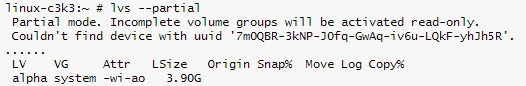 linux-c3k3:~ # lvs --partial
Partial mode. Incomplete volume groups will be activated read-only.
Couldn't find device with uuid '7mOQBR-3kNP-J0fq-GwAq-iv6u-LQkF-yhJh5R'.
......
LV VG Attr LSize Origin Snap% Move Log Copy%
alpha system -wi-ao 3.90G